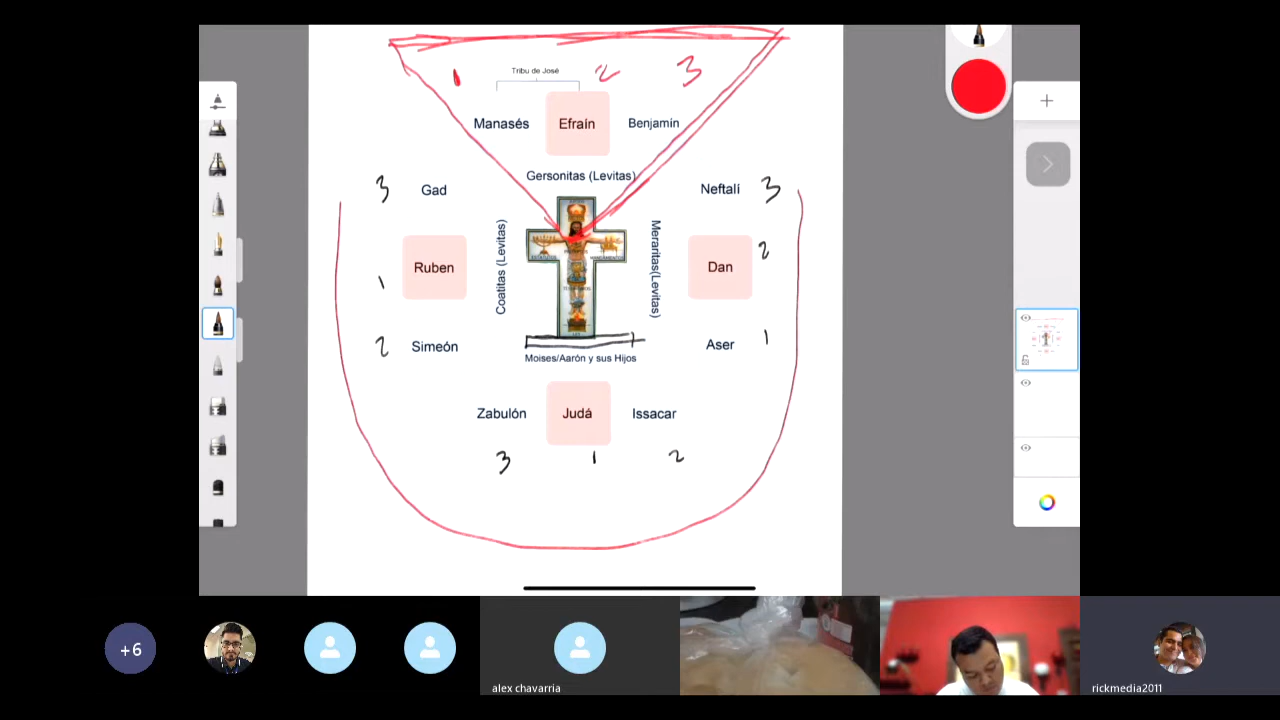 Tribu de José
1 2 3
Manasés Efraín Benjamín
Gersonitas (Levitas)
3 Gad Neftalí 3
Coatitas (Levitas)
Meraritas(Levitas)
Ruben Dan 2
1
2 Simeón Aser 1
Moises/Aarón y sus Hijos
Zabulón Judá Issacar
3 1 2
+6
alex chavarria
rickmedia2011